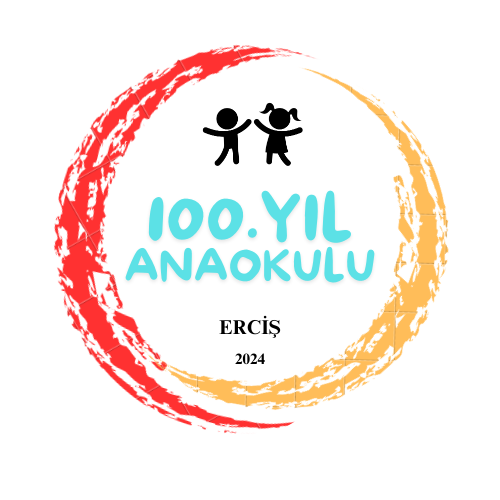 100.YIL
ANAOKULU
ERCİŞ
2024